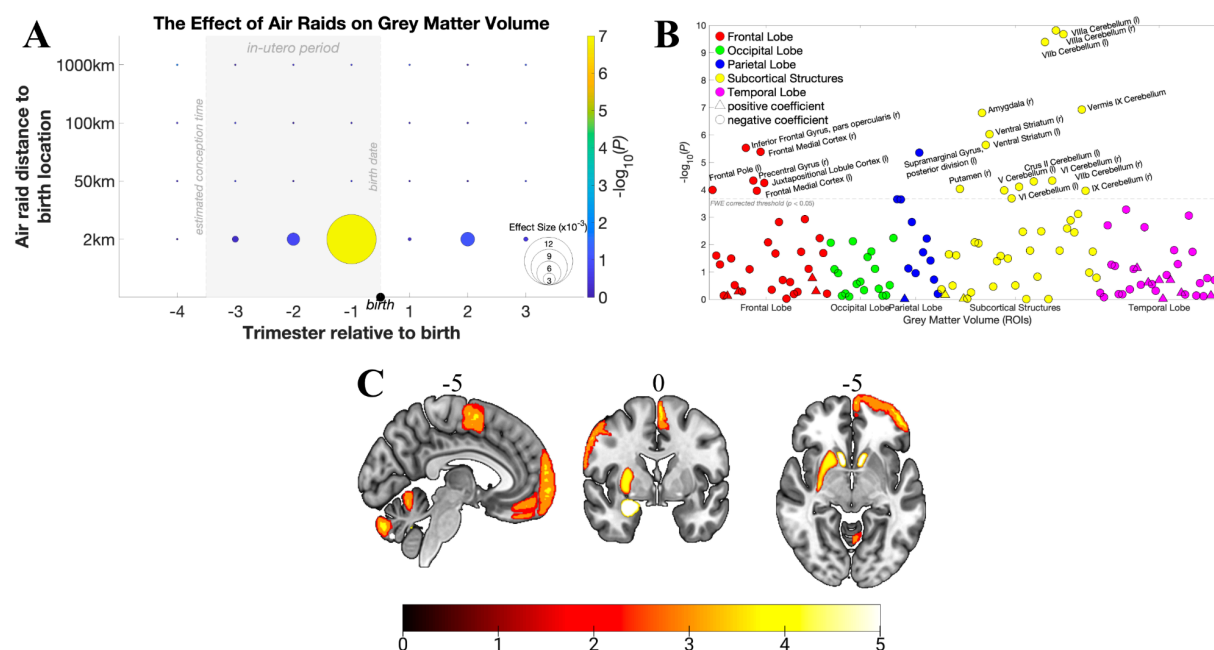 A
The Effect of Air Raids on Grey Matter Volume
Air raid distance to
birth location
1000km
100km
50km
2km
in-utero period
estimated conception time
birth date
birth
-4
-3
-2
-1
1
2
3
Trimester relative to birth
Effect Size (x10-3)
12
9
6
3
7
6
5
4
3
2
1
0
-log10(P)
B
-log10(P)
10
9
8
7
6
5
4
3
2
1
0
Frontal Lobe
Occipital Lobe
Parietal Lobe
Subcortical Structures
Temporal Lobe
positive coefficient
negative coefficient
VIIIa Cerebellum (l)
VIIIa Cerebellum (r)
VIIb Cerebellum (l)
Amygdala (r)
Vermis IX Cerebellum
Ventral Striatum (r)
Ventral Striatum (l)
Inferior Frontal Gyrus, pars opercularis (r)
Frontal Medial Cortex (r)
Supramarginal Gyrus,
posterior division (l)
Frontal Pole (l)
Precentral Gyrus (r)
Juxtapositional Lobule Cortex (l)
Frontal Medial Cortex (l)
Putamen (r)
Crus II Cerebellum (l)
V Cerebellum (l)
VI Cerebellum (r)
VI Cerebellum (l)
VIIb Cerebellum (r)
IX Cerebellum (r)
FWE corrected threshold (p < 0.05)
Frontal Lobe
Occipital Lobe
Parietal Lobe
Subcortical Structures
Temporal Lobe
Grey Matter Volume (ROIs)
C
-5
0
-5
0
1
2
3
4
5